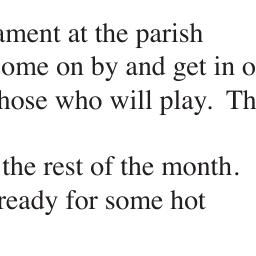 ament at the parish
ome on by and get in o
hose who will play.  Th
the rest of the month.
ready for some hot